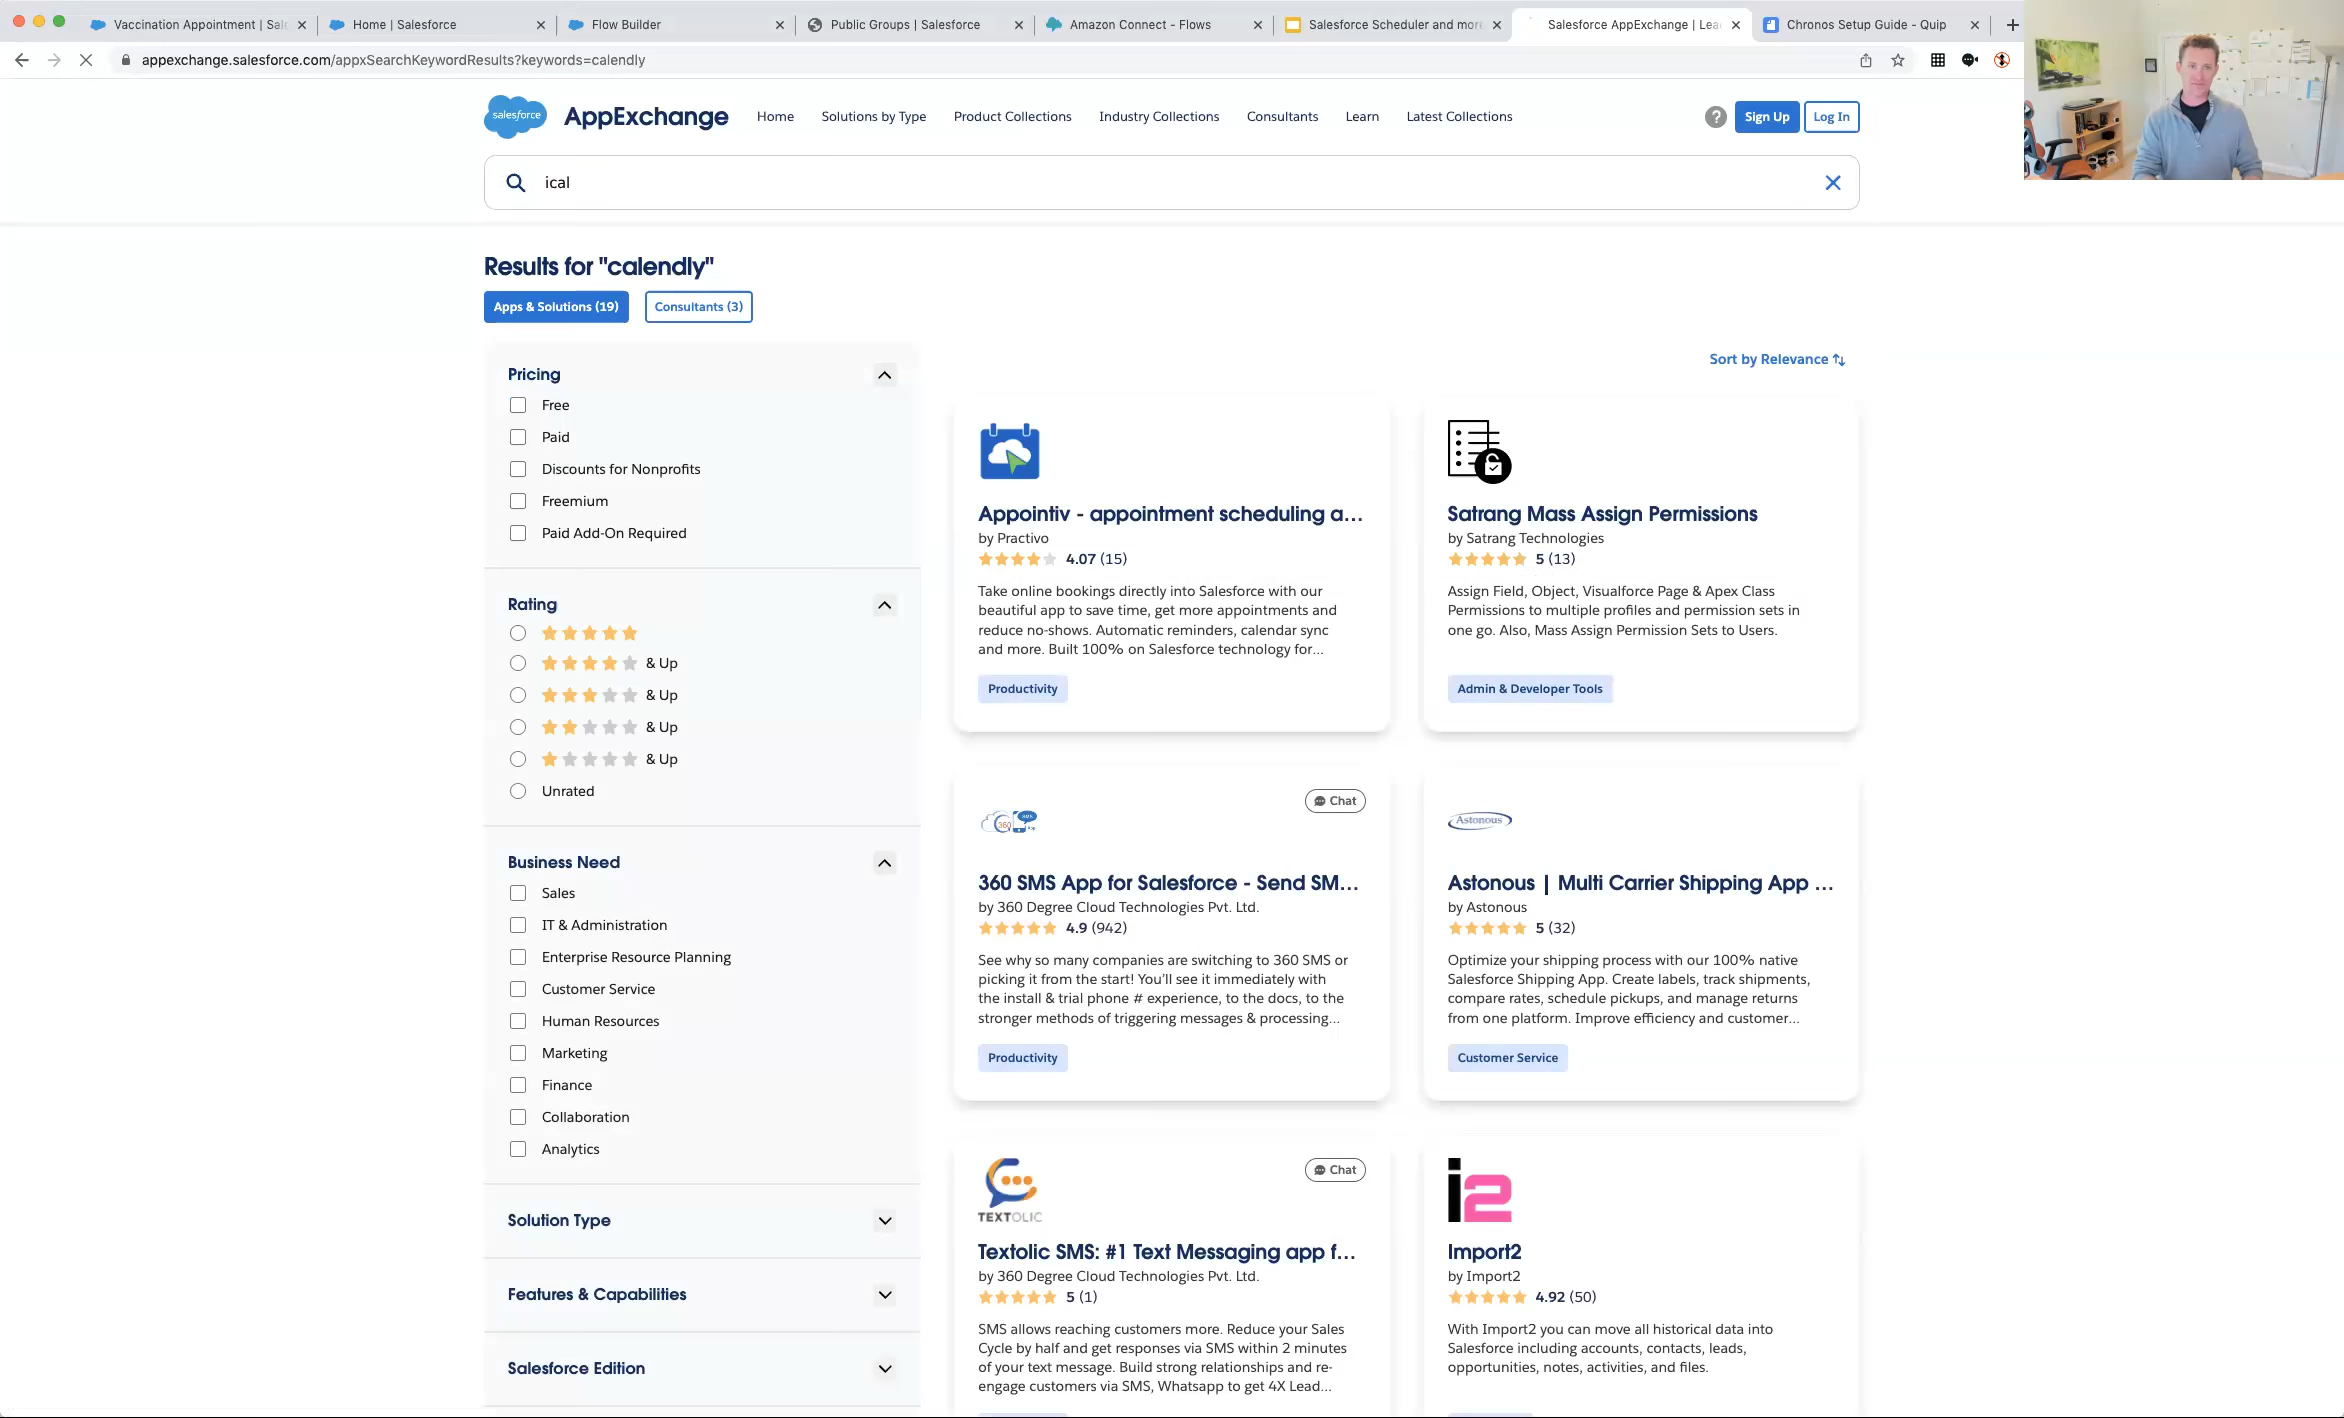 Vaccination Appointment | Sal
Home | Salesforce
Flow Builder
Public Groups | Salesforce
Amazon Connect - Flows
Salesforce Scheduler and more
Salesforce AppExchange | Lea
Chronos Setup Guide - Quip
appexchange.salesforce.com/appxSearchKeywordResults?keywords=calendly
salesforce
AppExchange
Home
Solutions by Type
Product Collections
Industry Collections
Consultants
Learn
Latest Collections
?
Sign Up
Log In
ical
Results for "calendly"
Apps & Solutions (19)
Consultants (3)
Sort by Relevance
Pricing
Free
Paid
Discounts for Nonprofits
Freemium
Paid Add-On Required
Rating
& Up
& Up
& Up
& Up
Unrated
Business Need
Sales
IT & Administration
Enterprise Resource Planning
Customer Service
Human Resources
Marketing
Finance
Collaboration
Analytics
Solution Type
Features & Capabilities
Salesforce Edition
Appointiv - appointment scheduling a...
by Practivo
4.07 (15)
Take online bookings directly into Salesforce with our
beautiful app to save time, get more appointments and
reduce no-shows. Automatic reminders, calendar sync
and more. Built 100% on Salesforce technology for...
Productivity
Satrang Mass Assign Permissions
by Satrang Technologies
5 (13)
Assign Field, Object, Visualforce Page & Apex Class
Permissions to multiple profiles and permission sets in
one go. Also, Mass Assign Permission Sets to Users.
Admin & Developer Tools
Chat
360 SMS App for Salesforce - Send SM...
by 360 Degree Cloud Technologies Pvt. Ltd.
4.9 (942)
See why so many companies are switching to 360 SMS or
picking it from the start! You'll see it immediately with
the install & trial phone # experience, to the docs, to the
stronger methods of triggering messages & processing...
Productivity
Astonous
Astonous | Multi Carrier Shipping App ...
by Astonous
5 (32)
Optimize your shipping process with our 100% native
Salesforce Shipping App. Create labels, track shipments,
compare rates, schedule pickups, and manage returns
from one platform. Improve efficiency and customer...
Customer Service
Chat
TEXTOLIC
Textolic SMS: #1 Text Messaging app f...
by 360 Degree Cloud Technologies Pvt. Ltd.
5 (1)
SMS allows reaching customers more. Reduce your Sales
Cycle by half and get responses via SMS within 2 minutes
of your text message. Build strong relationships and re-
engage customers via SMS, Whatsapp to get 4X Lead...
i2
Import2
by Import2
4.92 (50)
With Import2 you can move all historical data into
Salesforce including accounts, contacts, leads,
opportunities, notes, activities, and files.